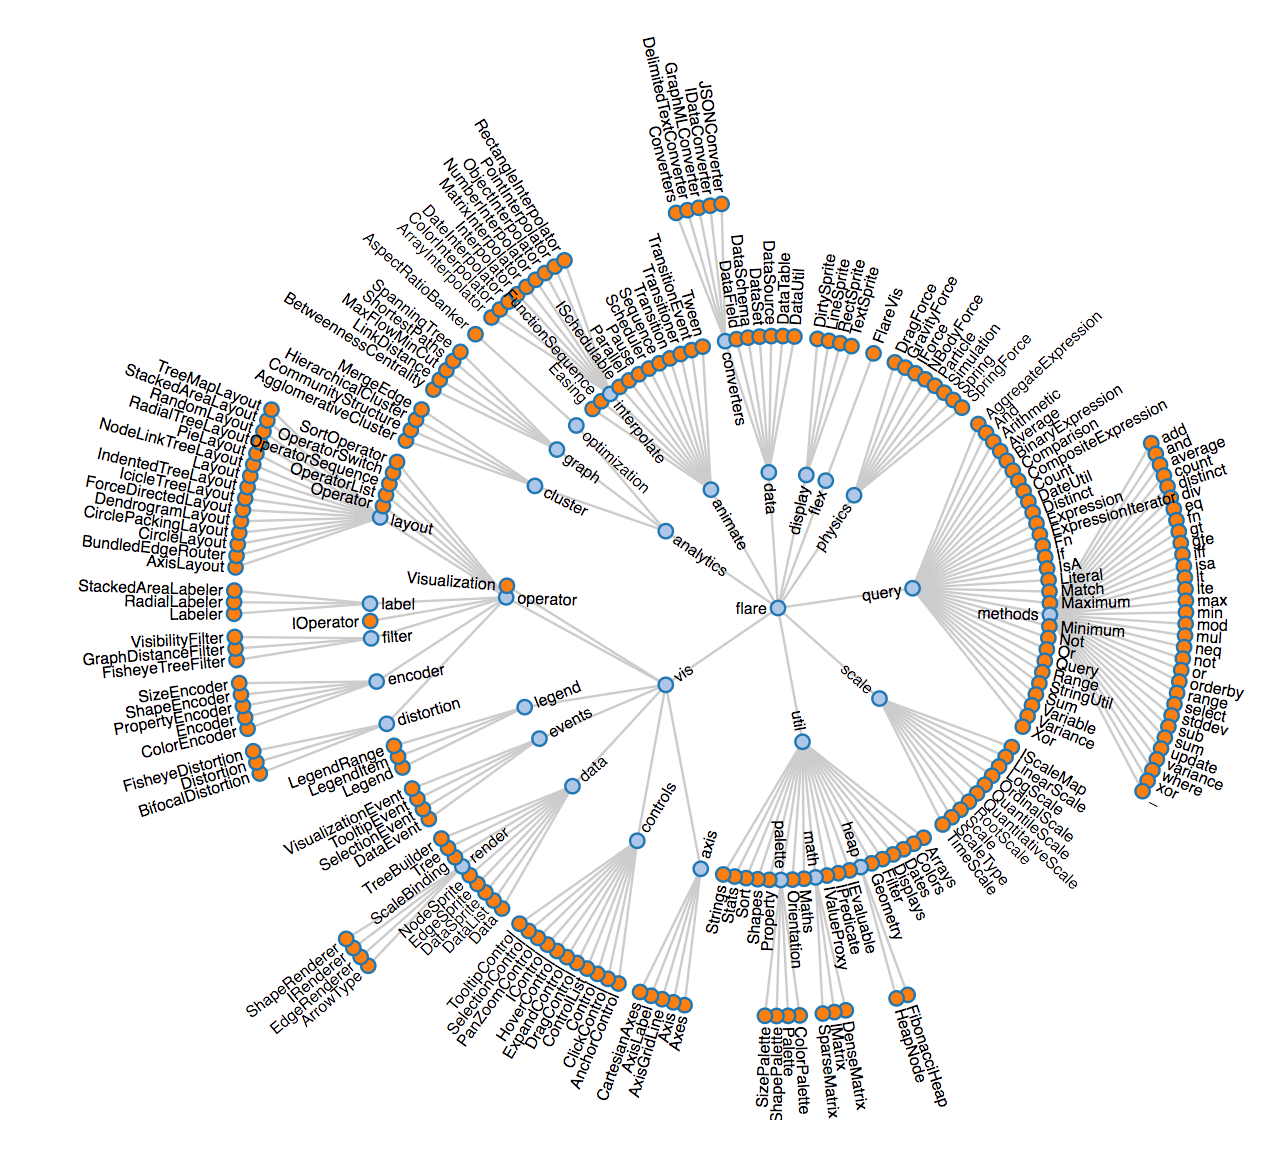 flare
analytics
cluster
AgglomerativeCluster
CommunityStructure
HierarchicalCluster
MergeEdge
graph
BetweennessCentrality
LinkDistance
MaxFlowMinCut
ShortestPaths
SpanningTree
optimization
AspectRatioBanker
animate
Easing
FunctionSequence
interpolate
ArrayInterpolator
ColorInterpolator
DateInterpolator
Interpolator
MatrixInterpolator
NumberInterpolator
ObjectInterpolator
PointInterpolator
RectangleInterpolator
ISchedulable
Parallel
Pause
Scheduler
Sequence
Transition
Transitioner
TransitionEvent
Tween
data
converters
Converters
DelimitedTextConverter
GraphMLConverter
IDataConverter
JSONConverter
DataField
DataSchema
DataSet
DataSource
DataTable
DataUtil
display
DirtySprite
LineSprite
RectSprite
TextSprite
flex
FlareVis
physics
DragForce
GravityForce
IForce
NBodyForce
Particle
Simulation
Spring
SpringForce
query
AggregateExpression
And
Arithmetic
Average
BinaryExpression
Comparison
CompositeExpression
Count
DateUtil
Distinct
Expression
ExpressionIterator
Fn
If
IsA
Literal
Match
Maximum
methods
add
and
average
count
distinct
div
eq
fn
gt
gte
iff
isa
lt
lte
max
min
mod
mul
neq
not
or
orderby
range
select
stddev
sub
sum
update
variance
where
xor
_
Minimum
Not
Or
Query
Range
StringUtil
Sum
Variable
Variance
Xor
scale
IScaleMap
LinearScale
LogScale
OrdinalScale
QuantileScale
QuantitativeScale
RootScale
Scale
ScaleType
TimeScale
util
Arrays
Colors
Dates
Displays
Filter
Geometry
heap
FibonacciHeap
HeapNode
IEvaluable
IPredicate
IValueProxy
math
DenseMatrix
IMatrix
SparseMatrix
Maths
Orientation
palette
ColorPalette
Palette
ShapePalette
SizePalette
Property
Shapes
Sort
Stats
Strings
vis
axis
Axes
Axis
AxisGridLine
AxisLabel
CartesianAxes
controls
AnchorControl
ClickControl
Control
ControlList
DragControl
ExpandControl
HoverControl
IControl
PanZoomControl
SelectionControl
TooltipControl
data
Data
DataList
DataSprite
EdgeSprite
NodeSprite
render
ArrowType
EdgeRenderer
IRenderer
ShapeRenderer
ScaleBinding
Tree
TreeBuilder
events
DataEvent
SelectionEvent
TooltipEvent
VisualizationEvent
legend
Legend
LegendItem
LegendRange
operator
distortion
BifocalDistortion
Distortion
FisheyeDistortion
encoder
ColorEncoder
Encoder
PropertyEncoder
ShapeEncoder
SizeEncoder
filter
FisheyeTreeFilter
GraphDistanceFilter
VisibilityFilter
IOperator
label
Labeler
RadialLabeler
StackedAreaLabeler
layout
AxisLayout
BundledEdgeRouter
CircleLayout
CirclePackingLayout
DendrogramLayout
ForceDirectedLayout
IcicleTreeLayout
IndentedTreeLayout
Layout
NodeLinkTreeLayout
PieLayout
RadialTreeLayout
RandomLayout
StackedAreaLayout
TreeMapLayout
Operator
OperatorList
OperatorSequence
OperatorSwitch
SortOperator
Visualization